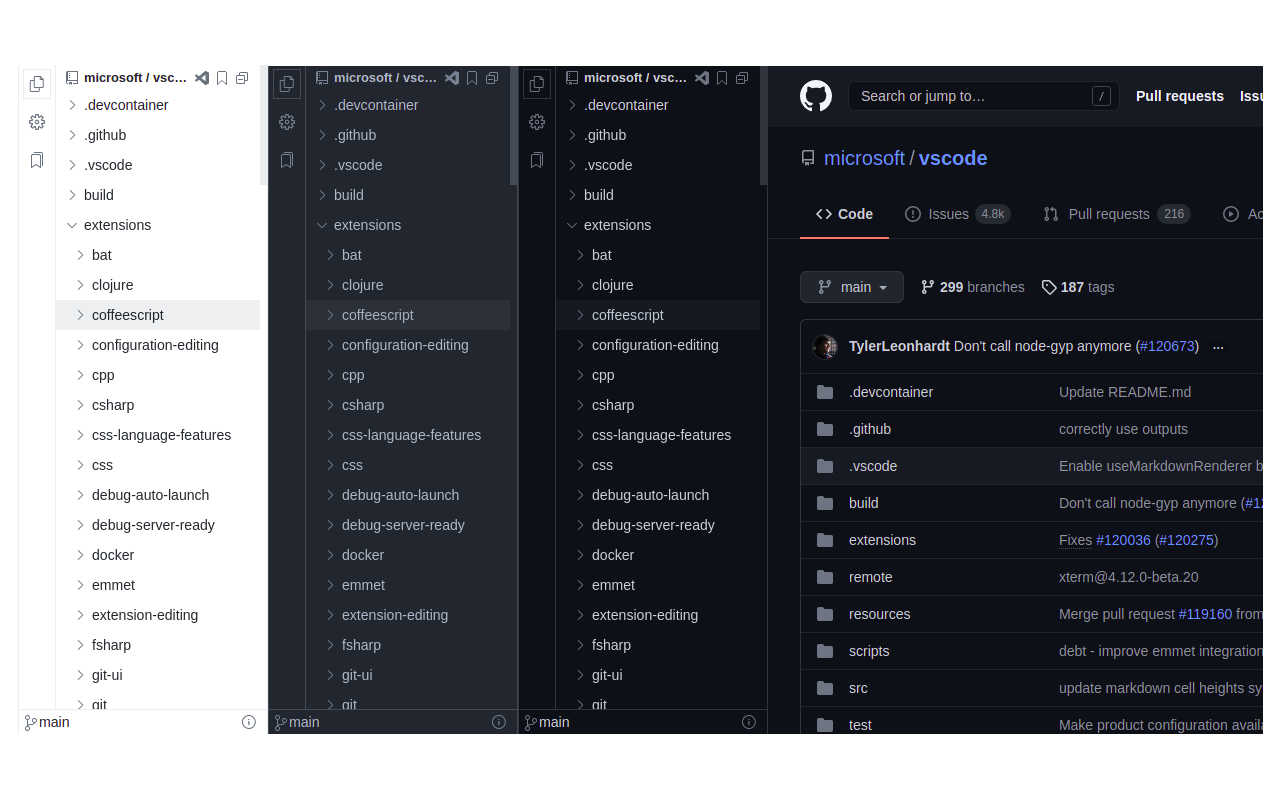 microsoft / vsc...
.devcontainer
.github
.vscode
build
extensions
bat
clojure
coffeescript
configuration-editing
cpp
csharp
css-language-features
css
debug-auto-launch
debug-server-ready
docker
emmet
extension-editing
fsharp
git-ui
git
main
microsoft / vsc...
.devcontainer
.github
.vscode
build
extensions
bat
clojure
coffeescript
configuration-editing
cpp
csharp
css-language-features
css
debug-auto-launch
debug-server-ready
docker
emmet
extension-editing
fsharp
git-ui
git
main
microsoft / vsc...
.devcontainer
.github
.vscode
build
extensions
bat
clojure
coffeescript
configuration-editing
cpp
csharp
css-language-features
css
debug-auto-launch
debug-server-ready
docker
emmet
extension-editing
fsharp
git-ui
git
main
Search or jump to… / Pull requests Issu
microsoft / vscode
Code Issues 4.8k Pull requests 216 Ac
main 299 branches 187 tags
TylerLeonhardt Don't call node-gyp anymore (#120673) …
.devcontainer Update README.md
.github correctly use outputs
.vscode Enable useMarkdownRenderer b
build Don't call node-gyp anymore (#12
extensions Fixes #120036 (#120275)
remote xterm@4.12.0-beta.20
resources Merge pull request #119160 from
scripts debt - improve emmet integration
src update markdown cell heights sy
test Make product configuration availa